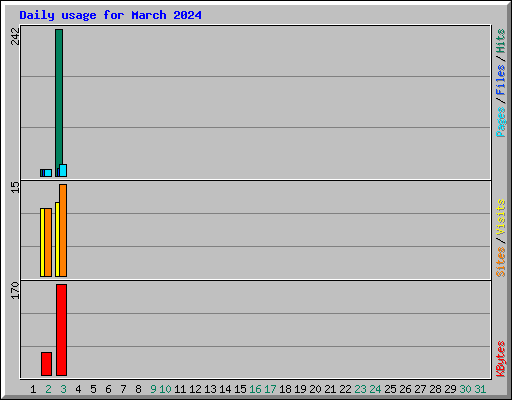 Daily usage for March 2024
242
15
170
Pages / Files / Hits
Sites / Visits
KBytes
1 2 3 4 5 6 7 8 9 10 11 12 13 14 15 16 17 18 19 20 21 22 23 24 25 26 27 28 29 30 31